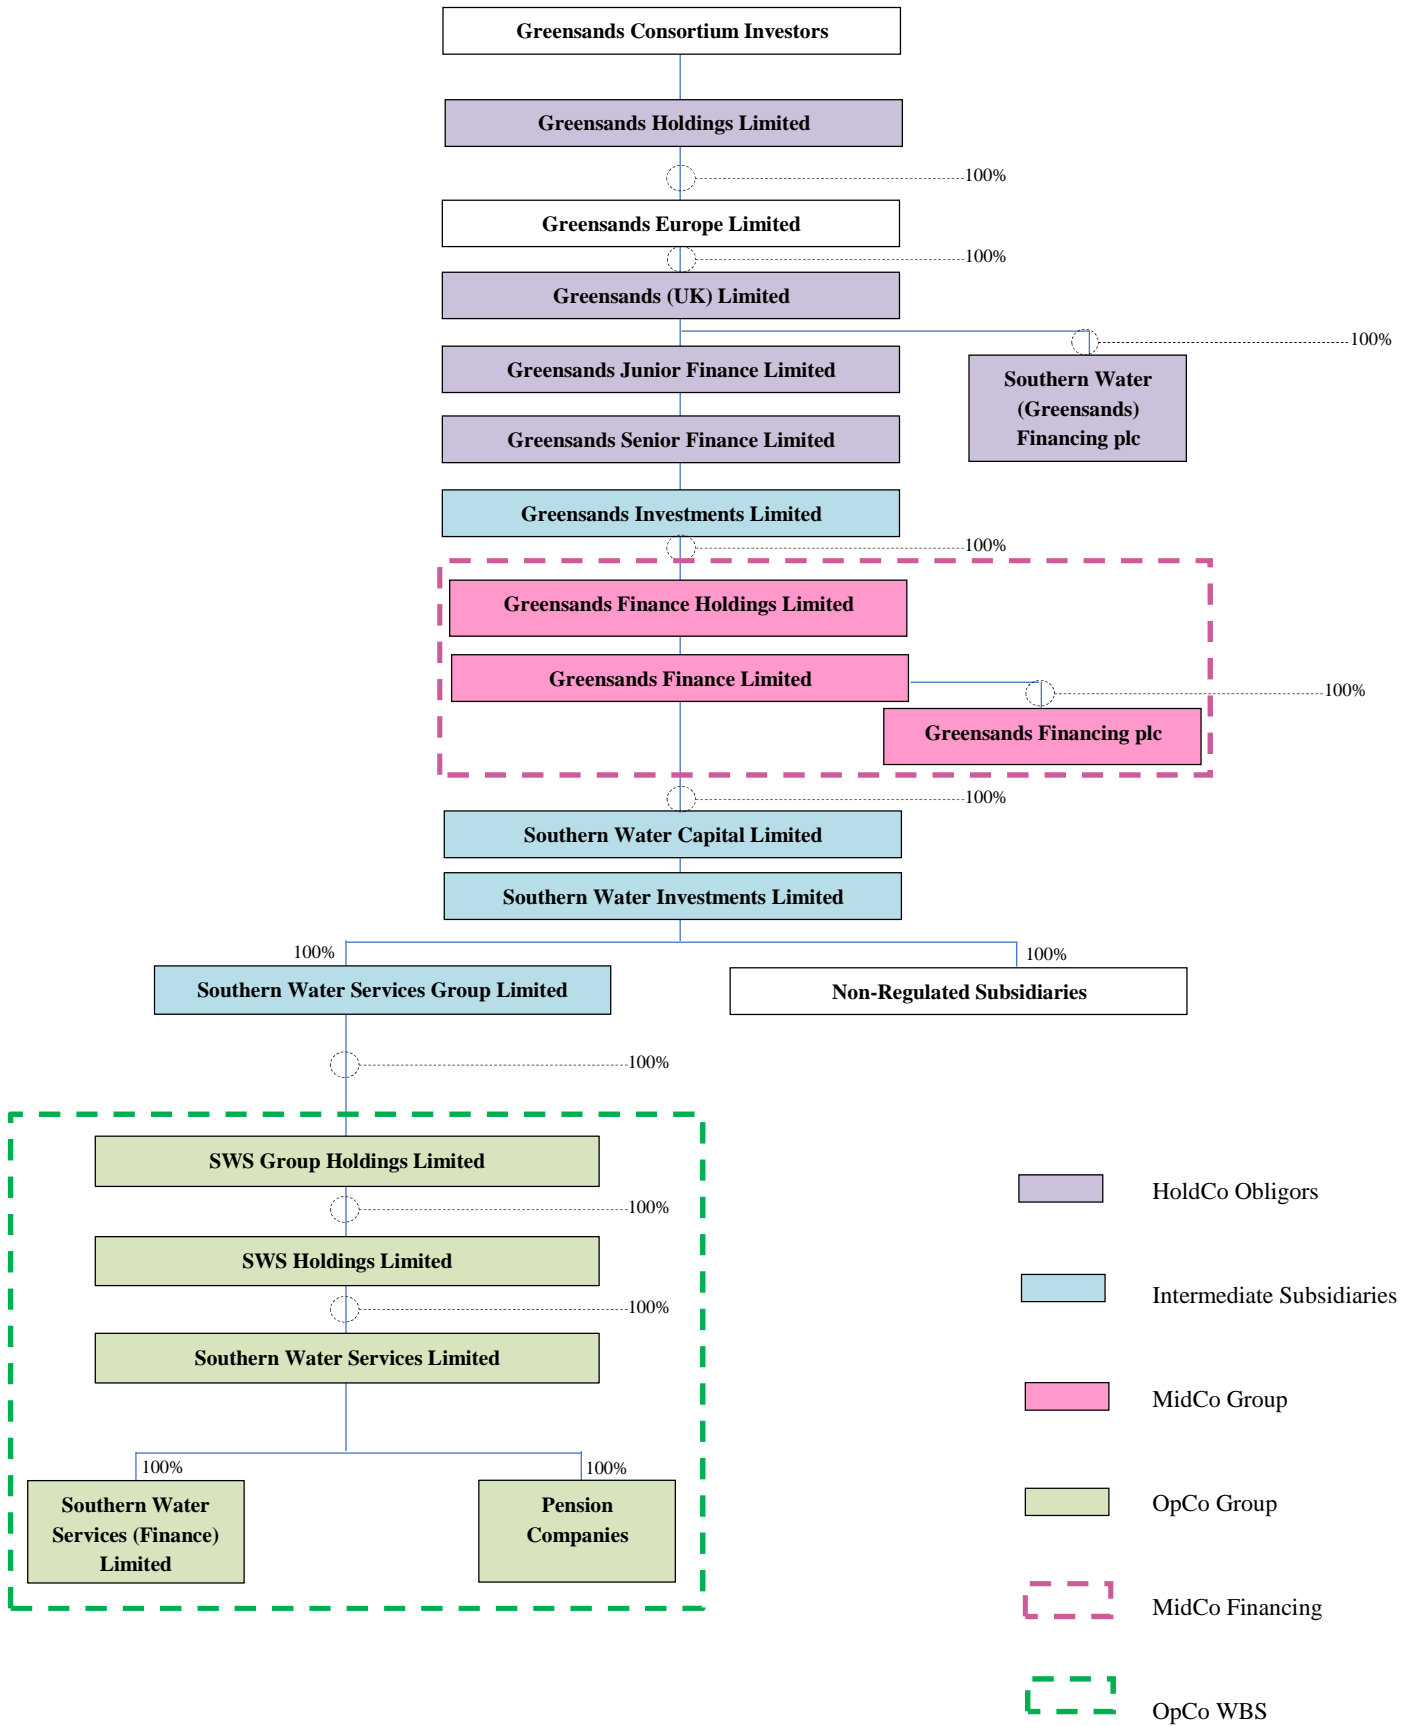 Greensands Consortium Investors
Greensands Holdings Limited
100%
Greensands Europe Limited
100%
Greensands (UK) Limited
100%
Greensands Junior Finance Limited
Southern Water
(Greensands)
Financing plc
Greensands Senior Finance Limited
Greensands Investments Limited
100%
Greensands Finance Holdings Limited
Greensands Finance Limited
100%
Greensands Financing plc
100%
Southern Water Capital Limited
Southern Water Investments Limited
100%
100%
Southern Water Services Group Limited
Non-Regulated Subsidiaries
100%
SWS Group Holdings Limited
100%
SWS Holdings Limited
100%
Southern Water Services Limited
100%
100%
Southern Water
Services (Finance)
Limited
Pension
Companies
HoldCo Obligors
Intermediate Subsidiaries
MidCo Group
OpCo Group
MidCo Financing
OpCo WBS